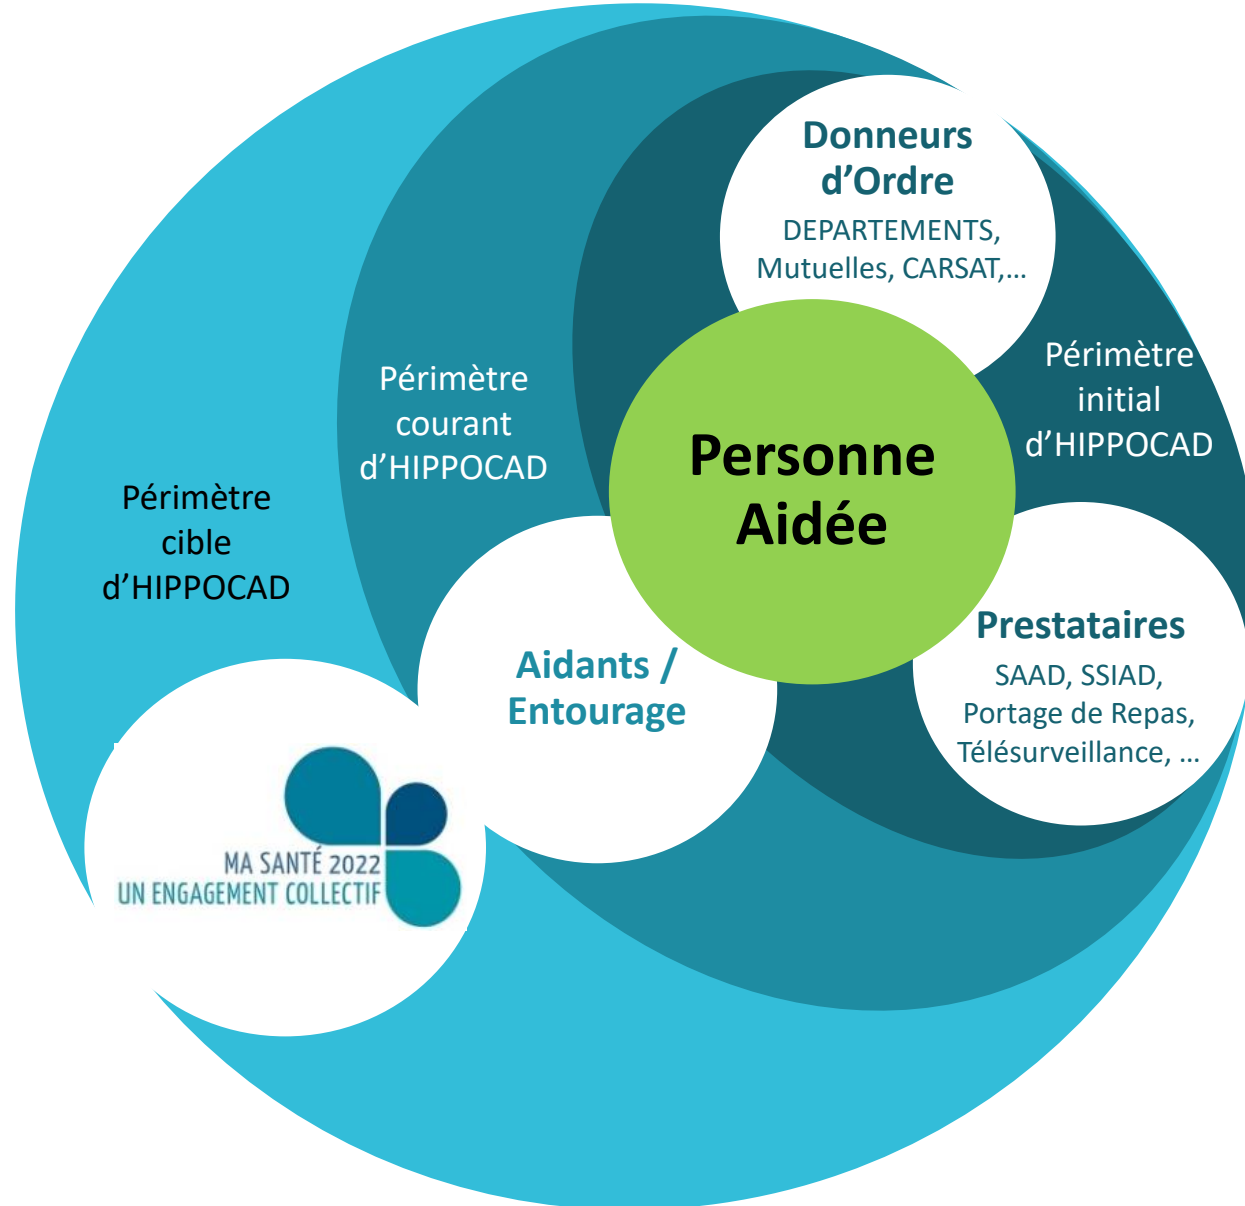 Donneurs
d’Ordre
DEPARTEMENTS,
Mutuelles, CARSAT,…
Périmètre
initial
d’HIPPOCAD
Périmètre
courant
d’HIPPOCAD
Personne
Aidée
Périmètre
cible
d’HIPPOCAD
Prestataires
SAAD, SSIAD,
Portage de Repas,
Télésurveillance, …
Aidants /
Entourage
MA SANTÉ 2022
UN ENGAGEMENT COLLECTIF